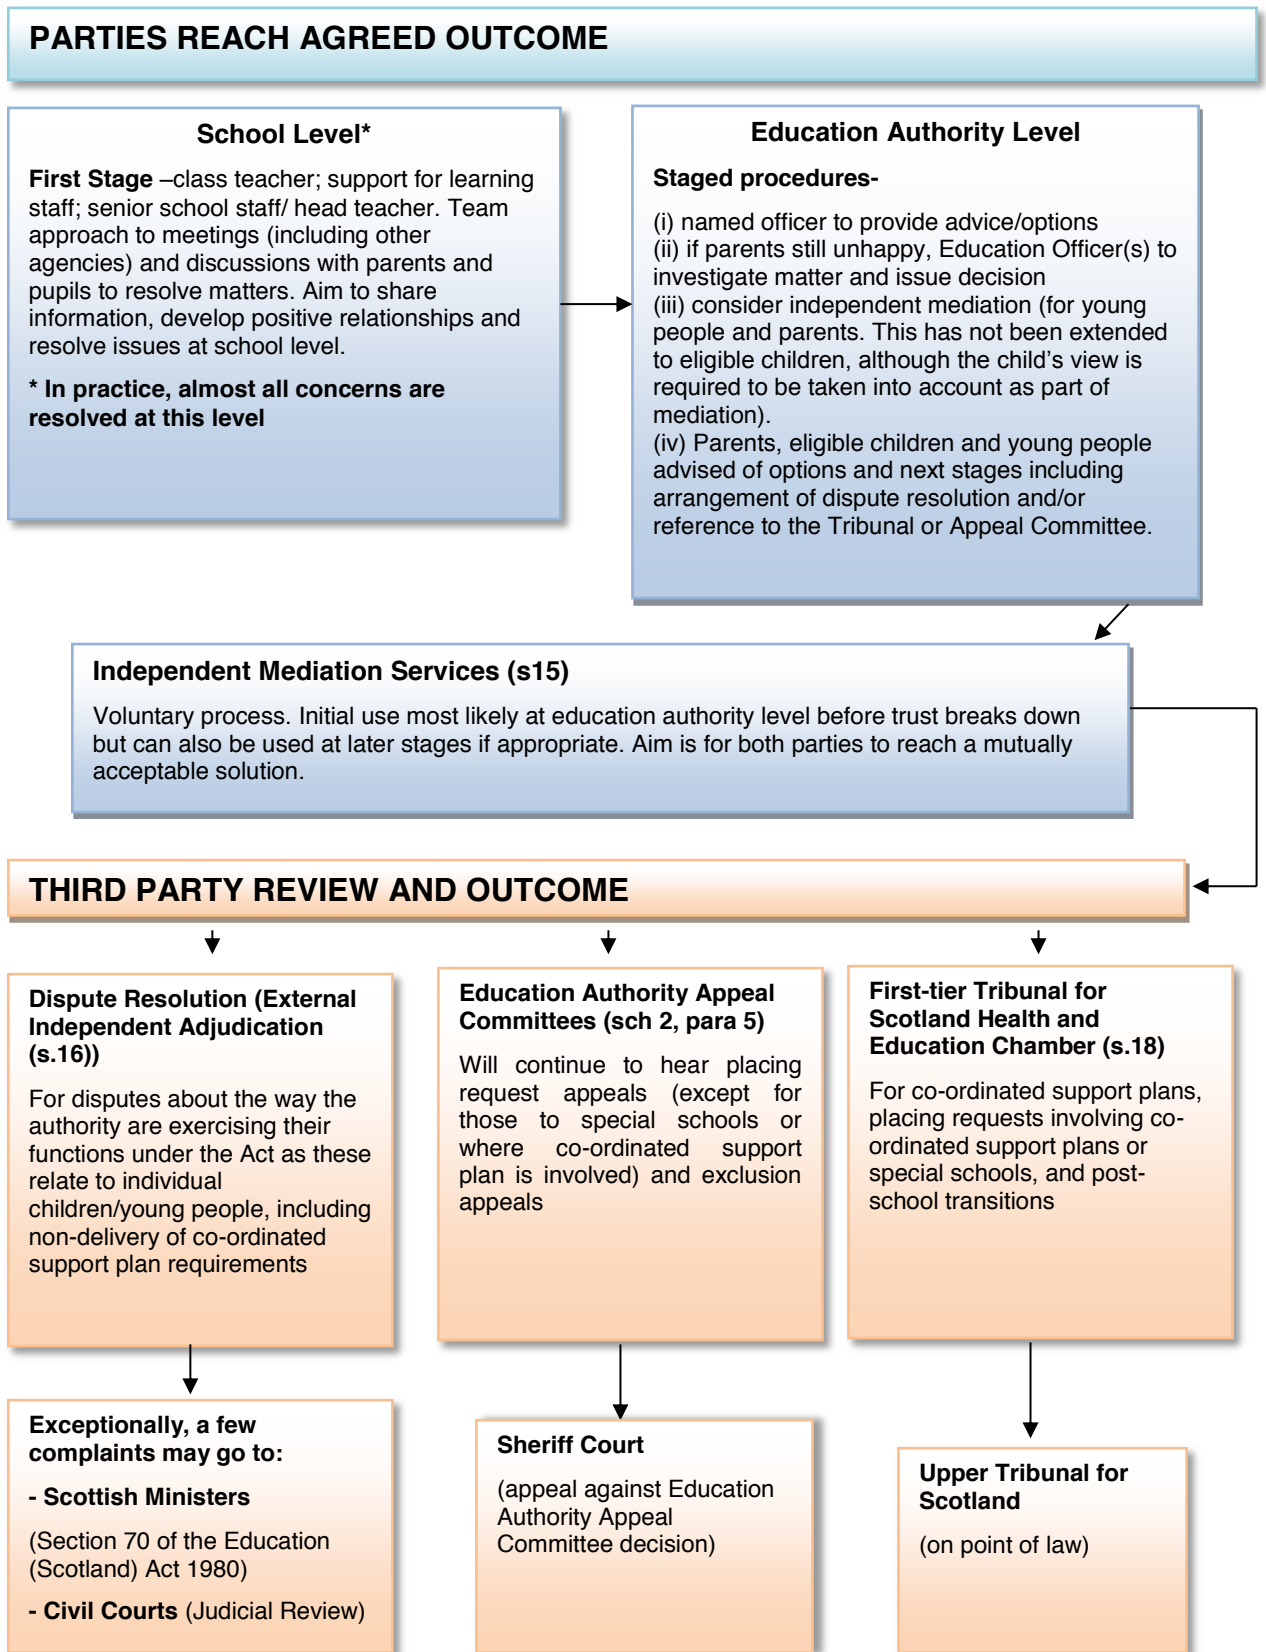 PARTIES REACH AGREED OUTCOME
School Level*
First Stage –class teacher; support for learning
staff; senior school staff/ head teacher. Team
approach to meetings (including other
agencies) and discussions with parents and
pupils to resolve matters. Aim to share
information, develop positive relationships and
resolve issues at school level.
* In practice, almost all concerns are
resolved at this level
Education Authority Level
Staged procedures-
(i) named officer to provide advice/options
(ii) if parents still unhappy, Education Officer(s) to
investigate matter and issue decision
(iii) consider independent mediation (for young
people and parents. This has not been extended
to eligible children, although the child’s view is
required to be taken into account as part of
mediation).
(iv) Parents, eligible children and young people
advised of options and next stages including
arrangement of dispute resolution and/or
reference to the Tribunal or Appeal Committee.
Independent Mediation Services (s15)
Voluntary process. Initial use most likely at education authority level before trust breaks down
but can also be used at later stages if appropriate. Aim is for both parties to reach a mutually
acceptable solution.
THIRD PARTY REVIEW AND OUTCOME
Dispute Resolution (External
Independent Adjudication
(s.16))
For disputes about the way the
authority are exercising their
functions under the Act as these
relate to individual
children/young people, including
non-delivery of co-ordinated
support plan requirements
Education Authority Appeal
Committees (sch 2, para 5)
Will continue to hear placing
request appeals (except for
those to special schools or
where co-ordinated support
plan is involved) and exclusion
appeals
First-tier Tribunal for
Scotland Health and
Education Chamber (s.18)
For co-ordinated support plans,
placing requests involving co-
ordinated support plans or
special schools, and post-
school transitions
Exceptionally, a few
complaints may go to:
- Scottish Ministers
(Section 70 of the Education
(Scotland) Act 1980)
- Civil Courts (Judicial Review)
Sheriff Court
(appeal against Education
Authority Appeal
Committee decision)
Upper Tribunal for
Scotland
(on point of law)